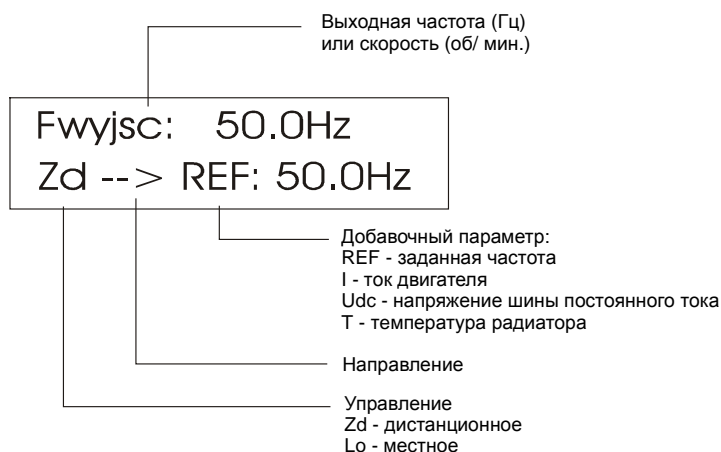 Выходная частота (Гц)
или скорость (об/ мин.)
Fwyjsc: 50.0Hz
Zd --> REF: 50.0Hz
Добавочный параметр:
REF - заданная частота
I - ток двигателя
Udc - напряжение шины постоянного тока
T - температура радиатора
Направление
Управление
Zd - дистанционное
Lo - местное